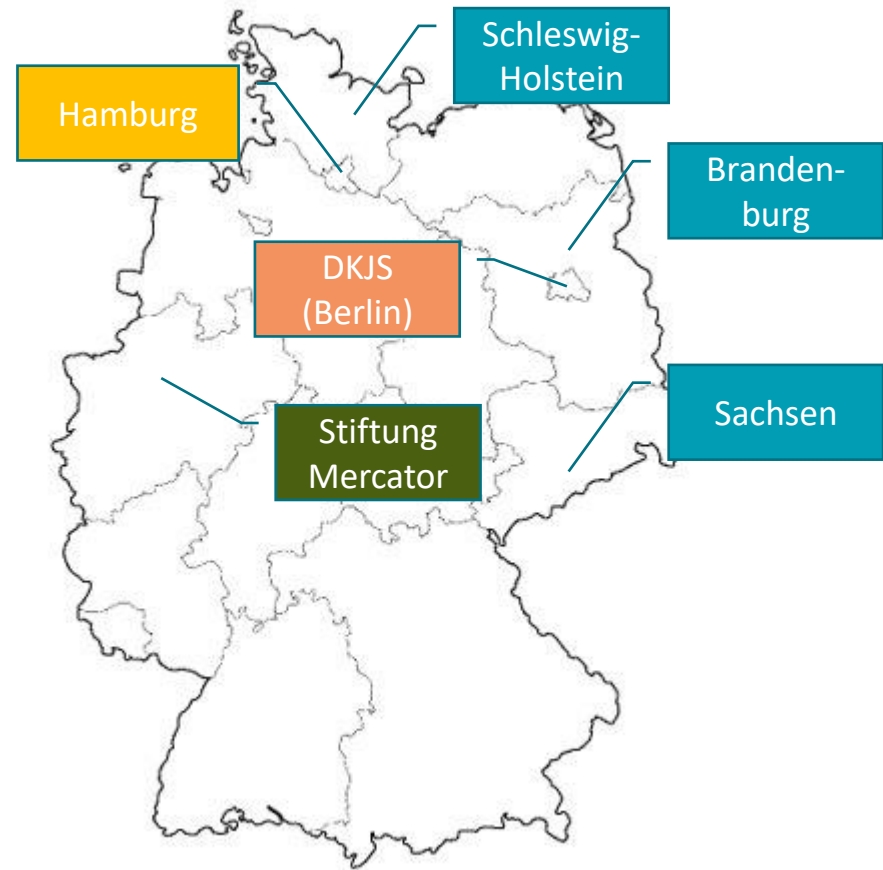 Schleswig-
Holstein
Hamburg
Branden-
burg
DKJS
(Berlin)
Sachsen
Stiftung
Mercator